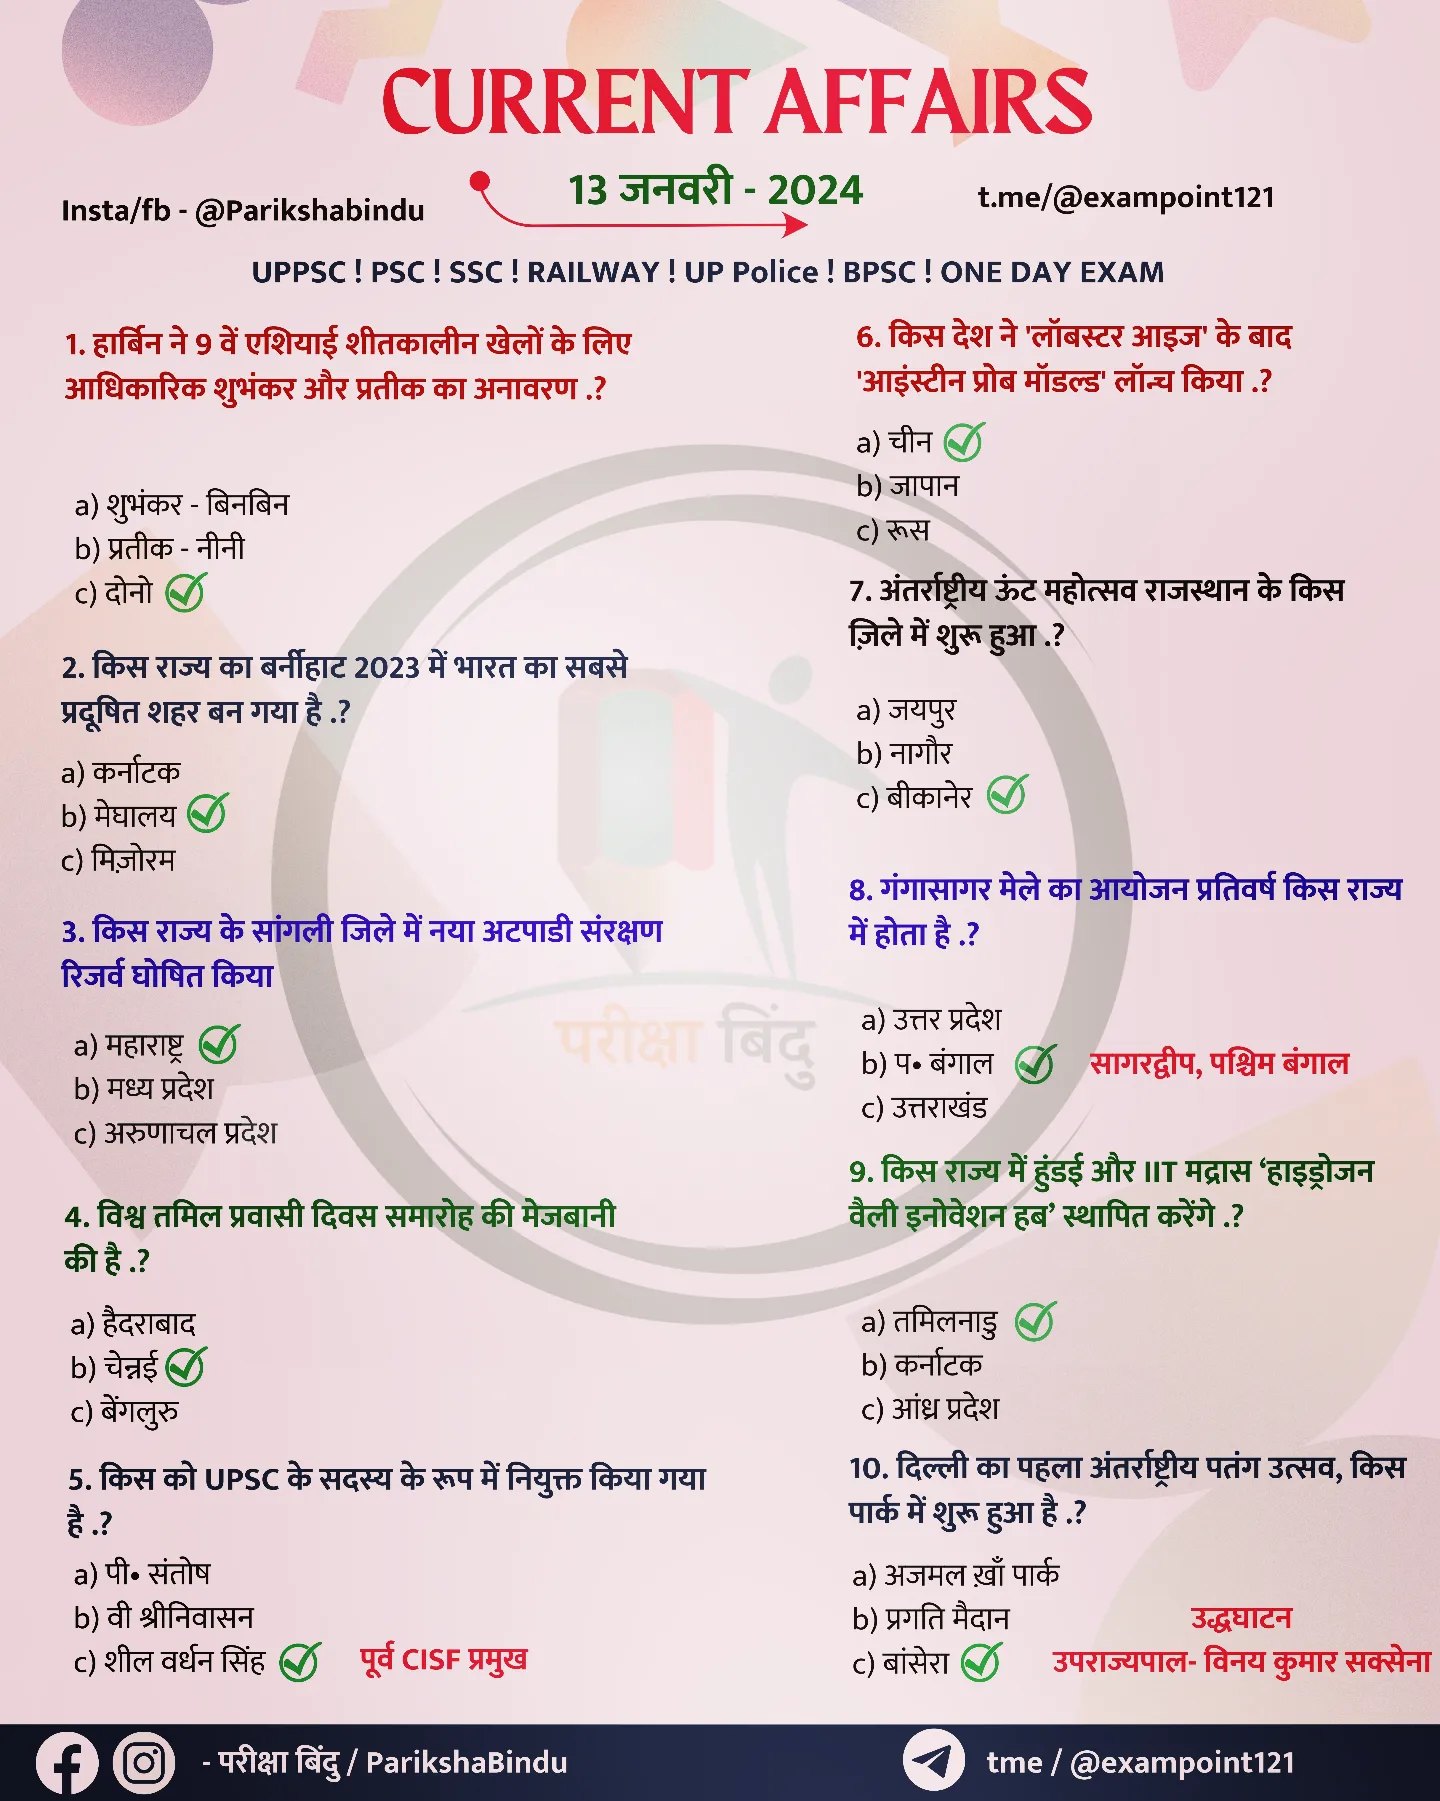 CURRENT AFFAIRS
Insta/fb - @Parikshabindu
13 जनवरी - 2024
t.me/@exampoint121
UPPSC ! PSC ! SSC ! RAILWAY ! UP Police ! BPSC ! ONE DAY EXAM
1. हार्बिन ने 9 वें एशियाई शीतकालीन खेलों के लिए
आधिकारिक शुभंकर और प्रतीक का अनावरण .?
a) शुभंकर - बिनबिन
b) प्रतीक - नीनी
c) दोनो
2. किस राज्य का बर्नीहाट 2023 में भारत का सबसे
प्रदूषित शहर बन गया है .?
a) कर्नाटक
b) मेघालय
c) मिज़ोरम
3. किस राज्य के सांगली जिले में नया अटपाडी संरक्षण
रिजर्व घोषित किया
a) महाराष्ट्र
b) मध्य प्रदेश
c) अरुणाचल प्रदेश
4. विश्व तमिल प्रवासी दिवस समारोह की मेजबानी
की है .?
a) हैदराबाद
b) चेन्नई
c) बेंगलुरु
5. किस को UPSC के सदस्य के रूप में नियुक्त किया गया
है .?
a) पी• संतोष
b) वी श्रीनिवासन
c) शील वर्धन सिंह
पूर्व CISF प्रमुख
6. किस देश ने 'लॉबस्टर आइज' के बाद
'आइंस्टीन प्रोब मॉडल्ड' लॉन्च किया .?
a) चीन
b) जापान
c) रूस
7. अंतर्राष्ट्रीय ऊंट महोत्सव राजस्थान के किस
ज़िले में शुरू हुआ .?
a) जयपुर
b) नागौर
c) बीकानेर
8. गंगासागर मेले का आयोजन प्रतिवर्ष किस राज्य
में होता है .?
a) उत्तर प्रदेश
b) प• बंगाल
सागरद्वीप, पश्चिम बंगाल
c) उत्तराखंड
9. किस राज्य में हुंडई और IIT मद्रास ‘हाइड्रोजन
वैली इनोवेशन हब’ स्थापित करेंगे .?
a) तमिलनाडु
b) कर्नाटक
c) आंध्र प्रदेश
10. दिल्ली का पहला अंतर्राष्ट्रीय पतंग उत्सव, किस
पार्क में शुरू हुआ है .?
a) अजमल ख़ाँ पार्क
b) प्रगति मैदान
उद्धघाटन
c) बांसेरा
उपराज्यपाल- विनय कुमार सक्सेना
परीक्षा बिंदु
- परीक्षा बिंदु / ParikshaBindu
tme / @exampoint121